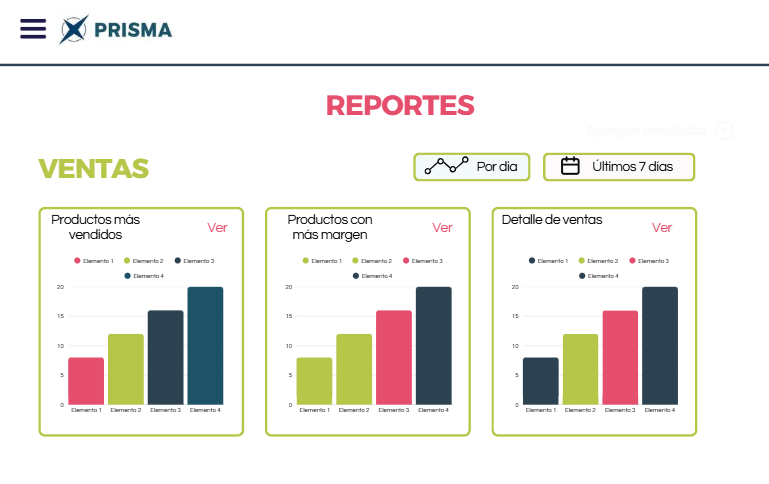 PRISMA
REPORTES
Agregar productos
VENTAS
Por dia
Últimos 7 dias
Productos más
vendidos
Ver
Elemento 1 Elemento 2 Elemento 3
Elemento 4
20
15
10
5
0
Elemento 1 Elemento 2 Elemento 3 Elemento 4
Productos con
más margen
Ver
Elemento 1 Elemento 2 Elemento 3
Elemento 4
20
15
10
5
0
Elemento 1 Elemento 2 Elemento 3 Elemento 4
Detalle de ventas
Ver
Elemento 1 Elemento 2 Elemento 3
Elemento 4
20
15
10
5
0
Elemento 1 Elemento 2 Elemento 3 Elemento 4